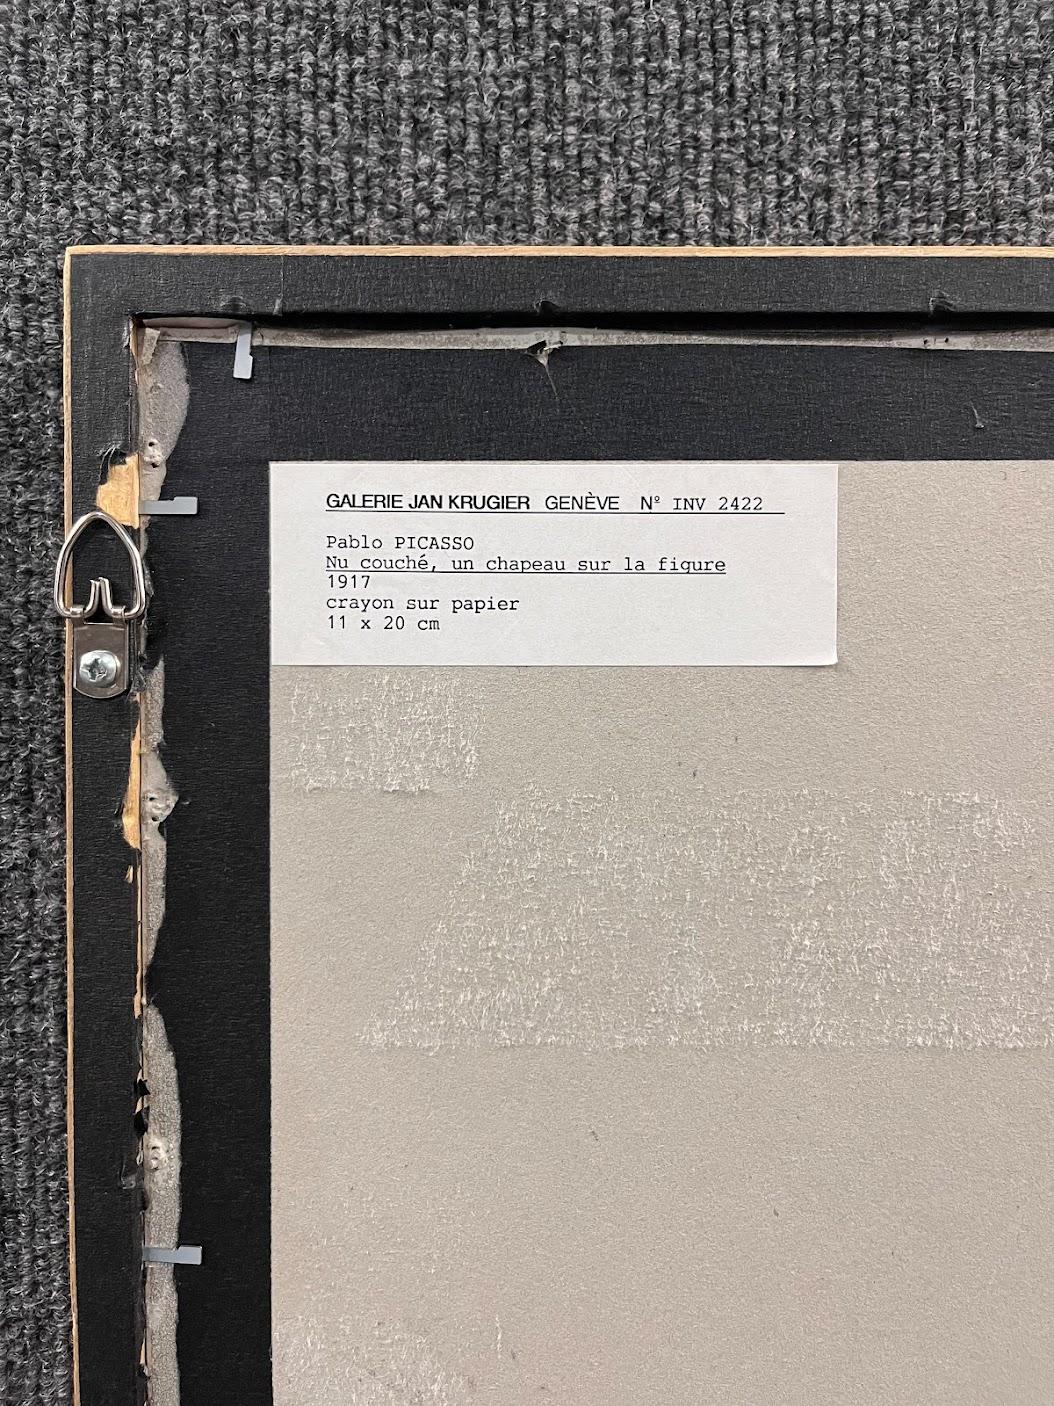 GALERIE JAN KRUGIER GENÈVE Nº INV 2422
Pablo PICASSO
Nu couché, un chapeau sur la figure
1917
crayon sur papier
11 x 20 cm